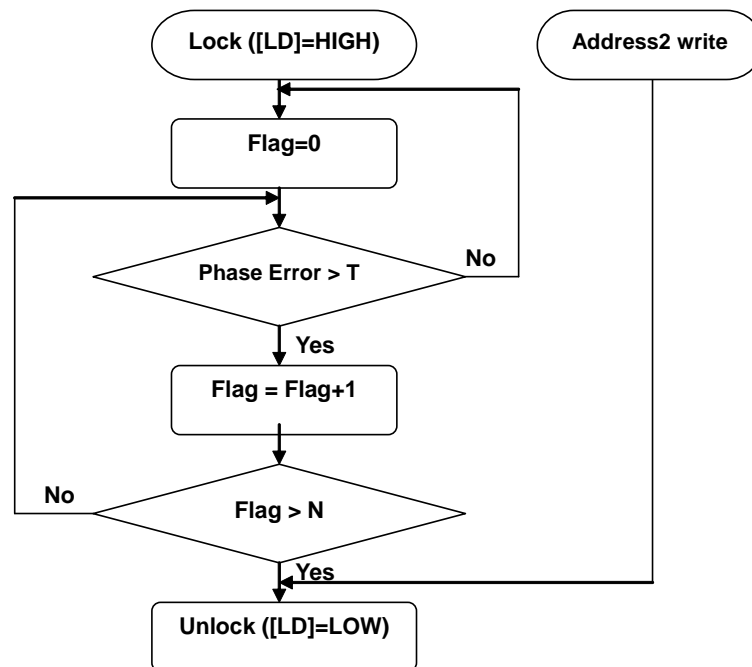 Lock ([LD]=HIGH)
Address2 write
Flag=0
Phase Error > T
No
Yes
Flag = Flag+1
No
Flag > N
Yes
Unlock ([LD]=LOW)